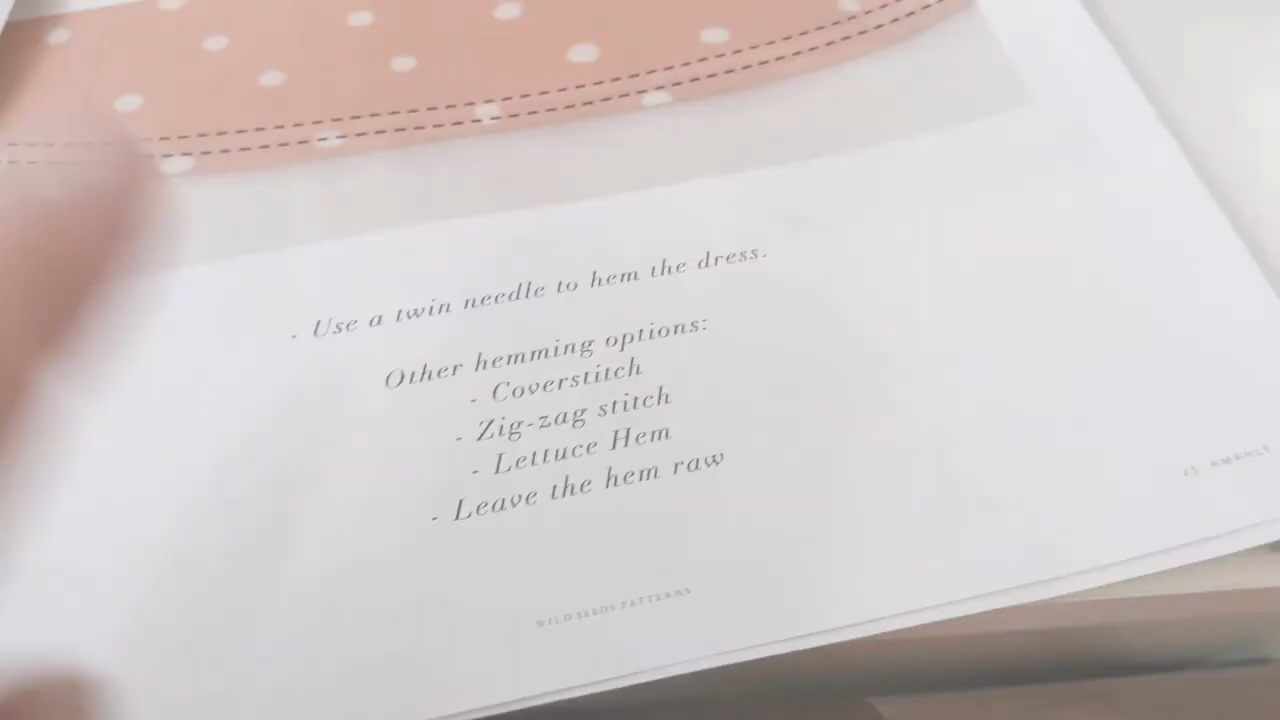 - Use a twin needle to hem the dress.
Other hemming options:
- Coverstitch
- Zig-zag stitch
- Lettuce Hem
- Leave the hem raw
WILD SEEDS PATTERNS